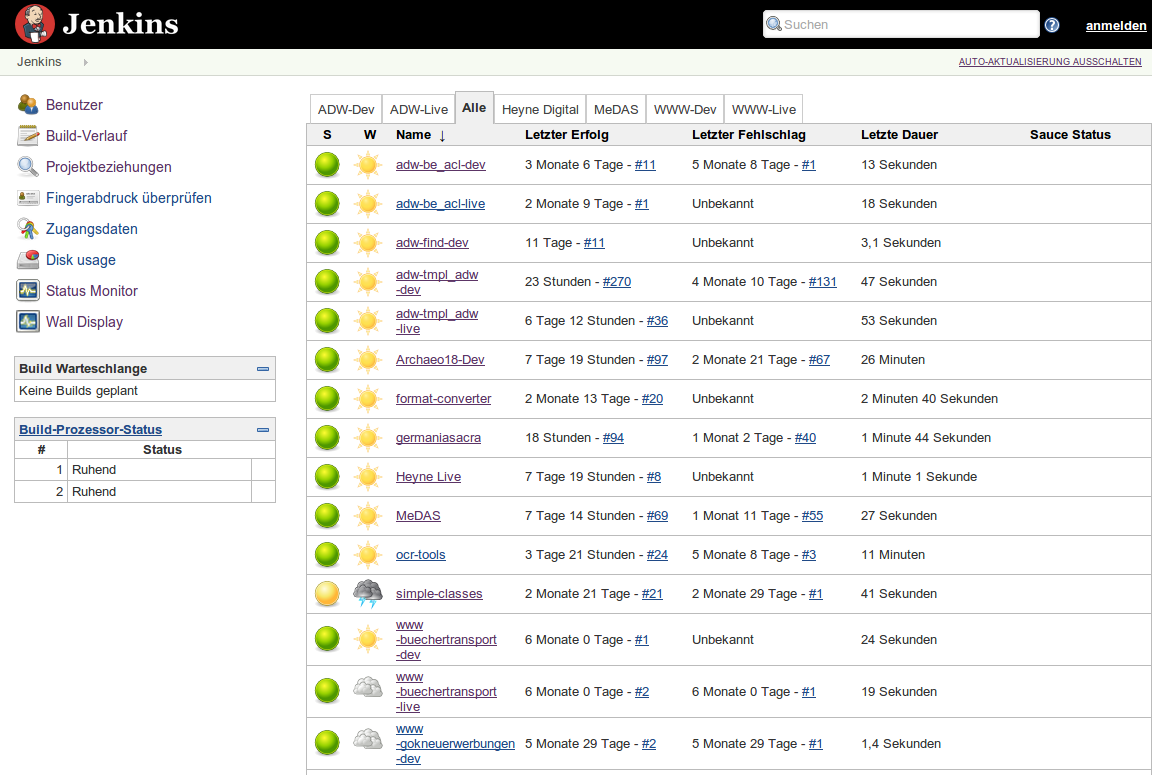 Jenkins
Suchen
?
anmelden
Jenkins
AUTO-AKTUALISIERUNG AUSSCHALTEN
Benutzer
Build-Verlauf
Projektbeziehungen
Fingerabdruck überprüfen
Zugangsdaten
Disk usage
Status Monitor
Wall Display
Build Warteschlange
Keine Builds geplant
Build-Prozessor-Status
# Status
1 Ruhend
2 Ruhend
ADW-Dev ADW-Live Alle Heyne Digital MeDAS WWW-Dev WWW-Live
S W Name ↓ Letzter Erfolg Letzter Fehlschlag Letzte Dauer Sauce Status
adw-be_acl-dev 3 Monate 6 Tage - #11 5 Monate 8 Tage - #1 13 Sekunden
adw-be_acl-live 2 Monate 9 Tage - #1 Unbekannt 18 Sekunden
adw-find-dev 11 Tage - #11 Unbekannt 3,1 Sekunden
adw-tmpl_adw
-dev 23 Stunden - #270 4 Monate 10 Tage - #131 47 Sekunden
adw-tmpl_adw
-live 6 Tage 12 Stunden - #36 Unbekannt 53 Sekunden
Archaeo18-Dev 7 Tage 19 Stunden - #97 2 Monate 21 Tage - #67 26 Minuten
format-converter 2 Monate 13 Tage - #20 Unbekannt 2 Minuten 40 Sekunden
germaniasacra 18 Stunden - #94 1 Monat 2 Tage - #40 1 Minute 44 Sekunden
Heyne Live 7 Tage 19 Stunden - #8 Unbekannt 1 Minute 1 Sekunde
MeDAS 7 Tage 14 Stunden - #69 1 Monat 11 Tage - #55 27 Sekunden
ocr-tools 3 Tage 21 Stunden - #24 5 Monate 8 Tage - #3 11 Minuten
simple-classes 2 Monate 21 Tage - #21 2 Monate 29 Tage - #1 41 Sekunden
www
-buechertransport 6 Monate 0 Tage - #1 Unbekannt 24 Sekunden
-dev
www
-buechertransport 6 Monate 0 Tage - #2 6 Monate 0 Tage - #1 19 Sekunden
-live
www
-gokneuerwerbungen 5 Monate 29 Tage - #2 5 Monate 29 Tage - #1 1,4 Sekunden
-dev